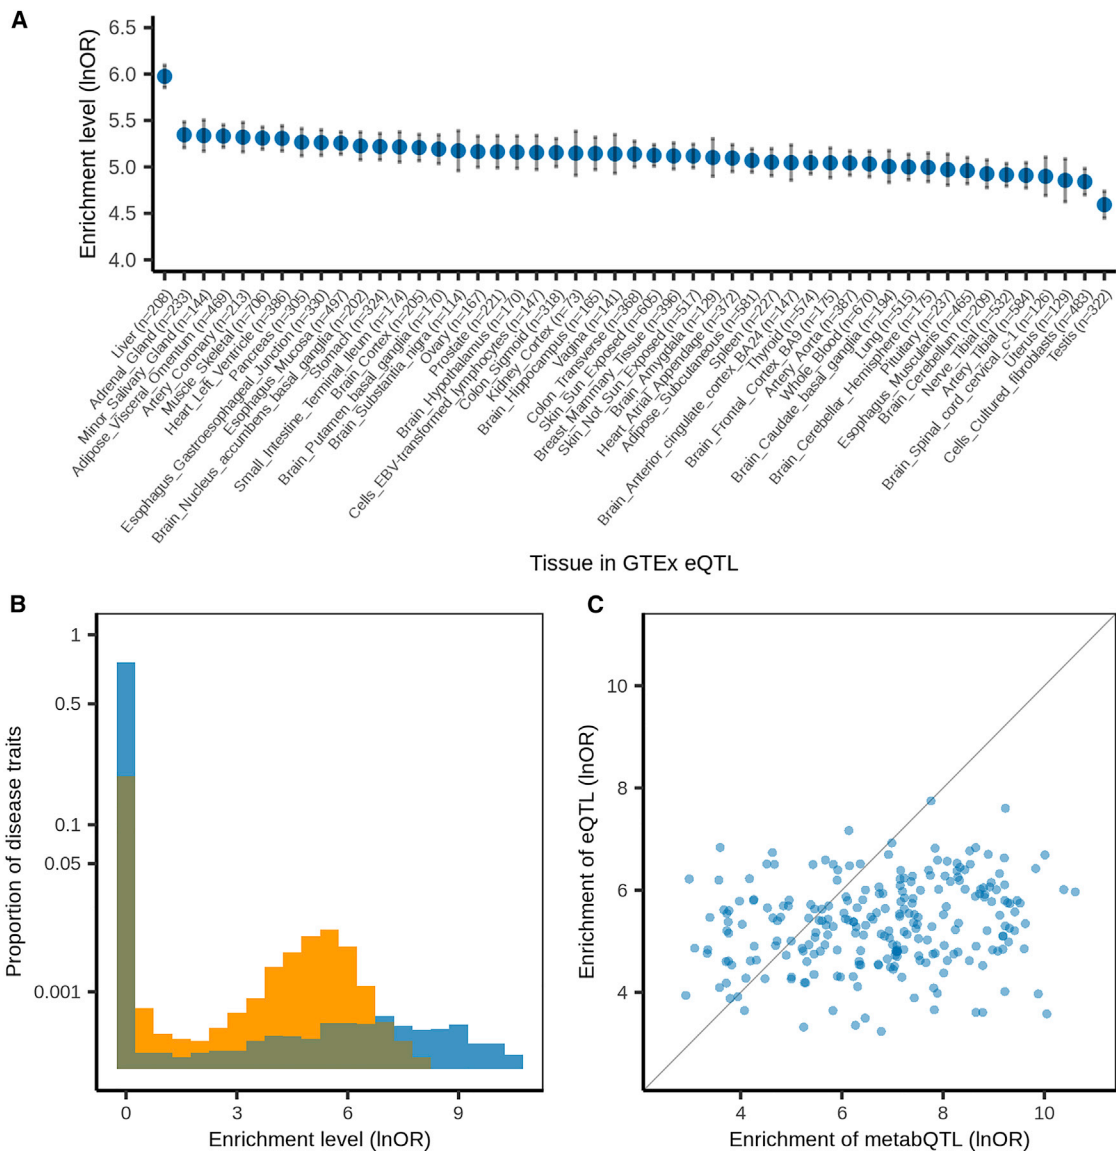 A
Enrichment level (lnOR)
6.5
6.0
5.5
5.0
4.5
4.0
Liver (n=208)
Adrenal_Gland (n=233)
Minor_Salivary_Gland (n=144)
Adipose_Visceral_Omentum (n=469)
Artery_Coronary (n=213)
Muscle_Skeletal (n=706)
Heart_Left_Ventricle (n=386)
Pancreas (n=305)
Esophagus_Gastroesophageal_Junction (n=330)
Esophagus_Mucosa (n=497)
Brain_Nucleus_accumbens_basal_ganglia (n=202)
Stomach (n=324)
Small_Intestine_Terminal_Ileum (n=174)
Brain_Cortex (n=205)
Brain_Putamen_basal_ganglia (n=170)
Brain_Substantia_nigra (n=114)
Ovary (n=167)
Prostate (n=221)
Brain_Hypothalamus (n=170)
Cells_EBV-transformed_lymphocytes (n=147)
Colon_Sigmoid (n=318)
Kidney_Cortex (n=73)
Brain_Hippocampus (n=165)
Vagina (n=141)
Colon_Transverse (n=368)
Skin_Sun_Exposed (n=605)
Breast_Mammary_Tissue (n=396)
Skin_Not_Sun_Exposed (n=517)
Brain_Amygdala (n=129)
Heart_Atrial_Appendage (n=372)
Adipose_Subcutaneous (n=581)
Spleen (n=227)
Brain_Anterior_cingulate_cortex_BA24 (n=147)
Thyroid (n=574)
Brain_Frontal_Cortex_BA9 (n=175)
Artery_Aorta (n=387)
Whole_Blood (n=670)
Brain_Caudate_basal_ganglia (n=194)
Lung (n=515)
Brain_Cerebellar_Hemisphere (n=175)
Pituitary (n=237)
Esophagus_Muscularis (n=465)
Brain_Cerebellum (n=209)
Nerve_Tibial (n=532)
Artery_Tibial (n=584)
Brain_Spinal_cord_cervical_c-1 (n=126)
Uterus (n=129)
Cells_Cultured_fibroblasts (n=483)
Testis (n=322)
Tissue in GTEx eQTL
B
Proportion of disease traits
1
0.5
0.1
0.05
0.001
0
3
6
9
Enrichment level (lnOR)
C
Enrichment of eQTL (lnOR)
10
8
6
4
4
6
8
10
Enrichment of metabQTL (lnOR)